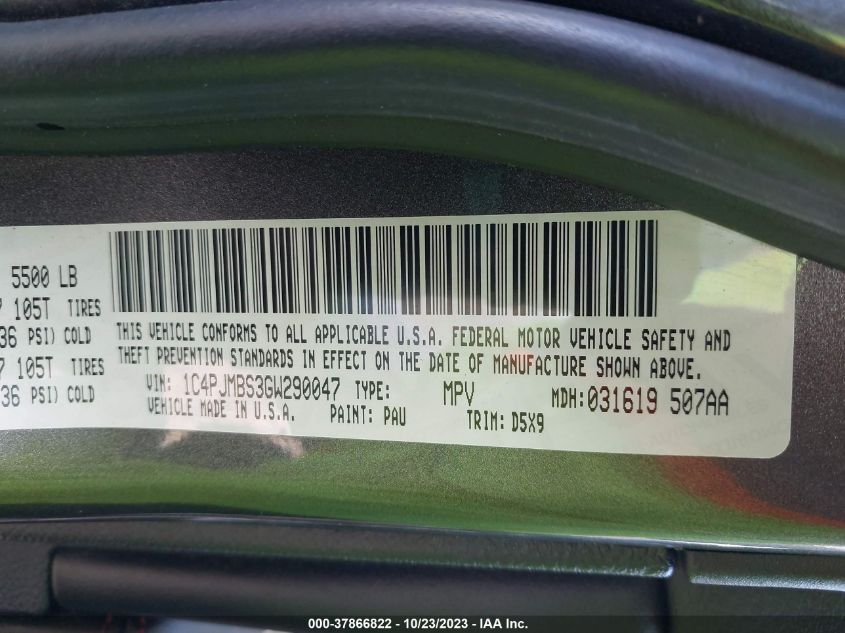 5500 LB
105T TIRES
36 PSI) COLD
105T TIRES
36 PSI) COLD
THIS VEHICLE CONFORMS TO ALL APPLICABLE U.S.A. FEDERAL MOTOR VEHICLE SAFETY AND
THEFT PREVENTION STANDARDS IN EFFECT ON THE DATE OF MANUFACTURE SHOWN ABOVE.
VIN: 1C4PJMBS3GW290047 TYPE: MPV MDH: 031619 507AA
VEHICLE MADE IN U.S.A. PAINT: PAU TRIM: D5X9
000-37866822 - 10/23/2023 - IAA Inc.